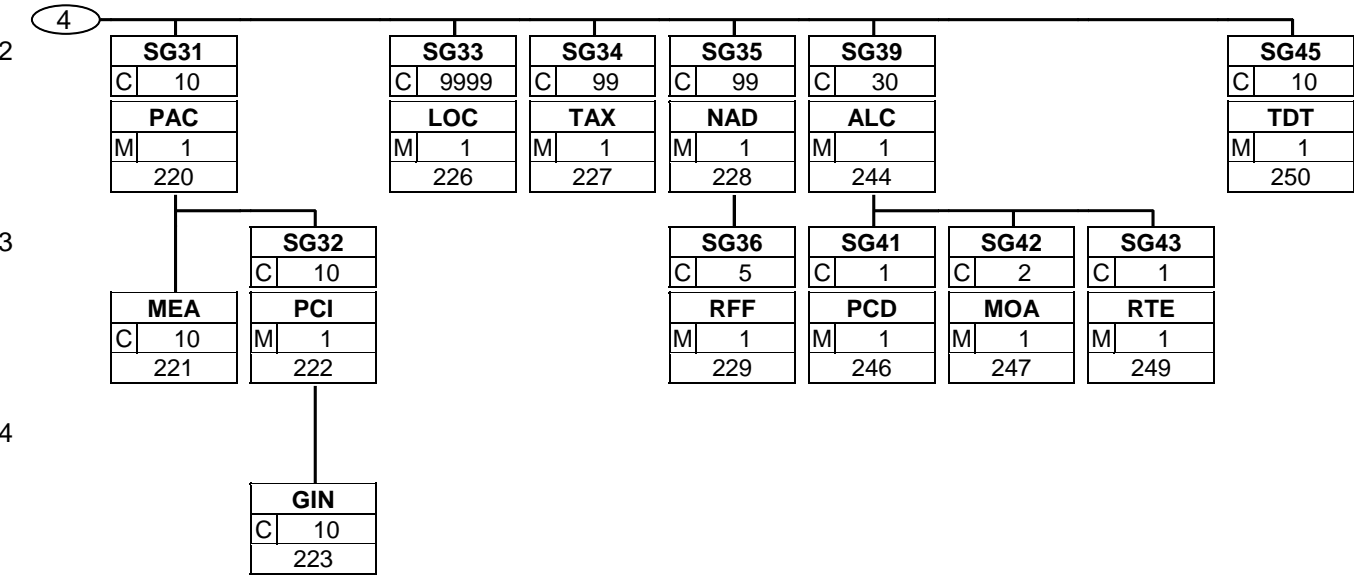 4
2
SG31 SG33 SG34 SG35 SG39 SG45
C 10 C 9999 C 99 C 99 C 30 C 10
PAC LOC TAX NAD ALC TDT
M 1 M 1 M 1 M 1 M 1 M 1
220 226 227 228 244 250
3
SG32 SG36 SG41 SG42 SG43
C 10 C 5 C 1 C 2 C 1
MEA PCI RFF PCD MOA RTE
C 10 M 1 M 1 M 1 M 1 M 1
221 222 229 246 247 249
4
GIN
C 10
223